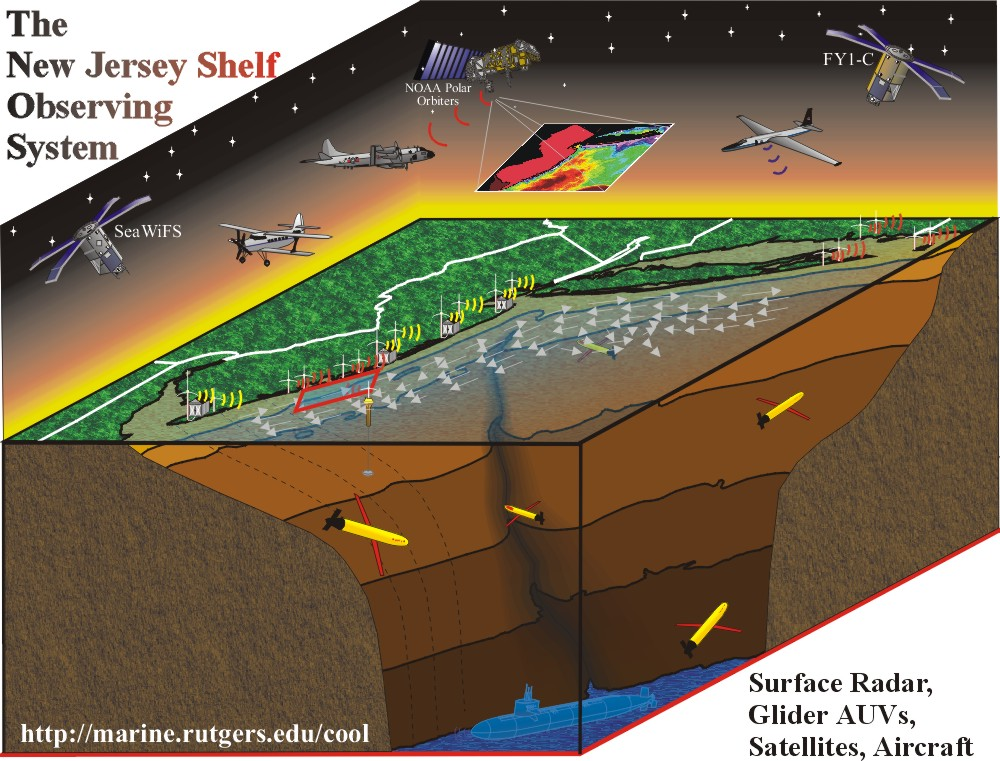 The
New Jersey Shelf
Observing
System
NOAA Polar
Orbiters
FY1-C
SeaWiFS
http://marine.rutgers.edu/cool
Surface Radar,
Glider AUVs,
Satellites, Aircraft